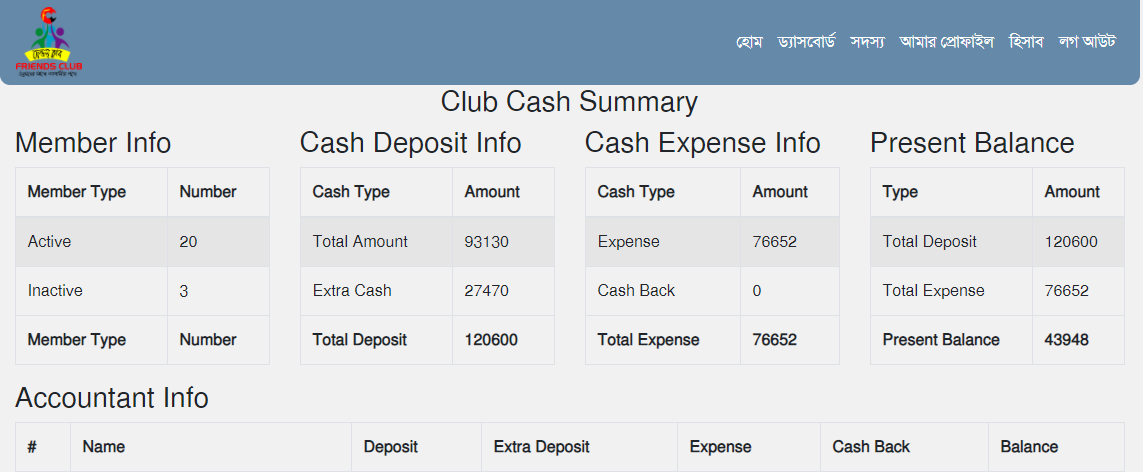 ফ্রেন্ডস ক্লাব
FRIENDS CLUB
হোম ড্যাসবোর্ড সদস্য আমার প্রোফাইল হিসাব লগ আউট
Club Cash Summary
Member Info
Member Type Number
Active 20
Inactive 3
Member Type Number
Cash Deposit Info
Cash Type Amount
Total Amount 93130
Extra Cash 27470
Total Deposit 120600
Cash Expense Info
Cash Type Amount
Expense 76652
Cash Back 0
Total Expense 76652
Present Balance
Type Amount
Total Deposit 120600
Total Expense 76652
Present Balance 43948
Accountant Info
# Name Deposit Extra Deposit Expense Cash Back Balance